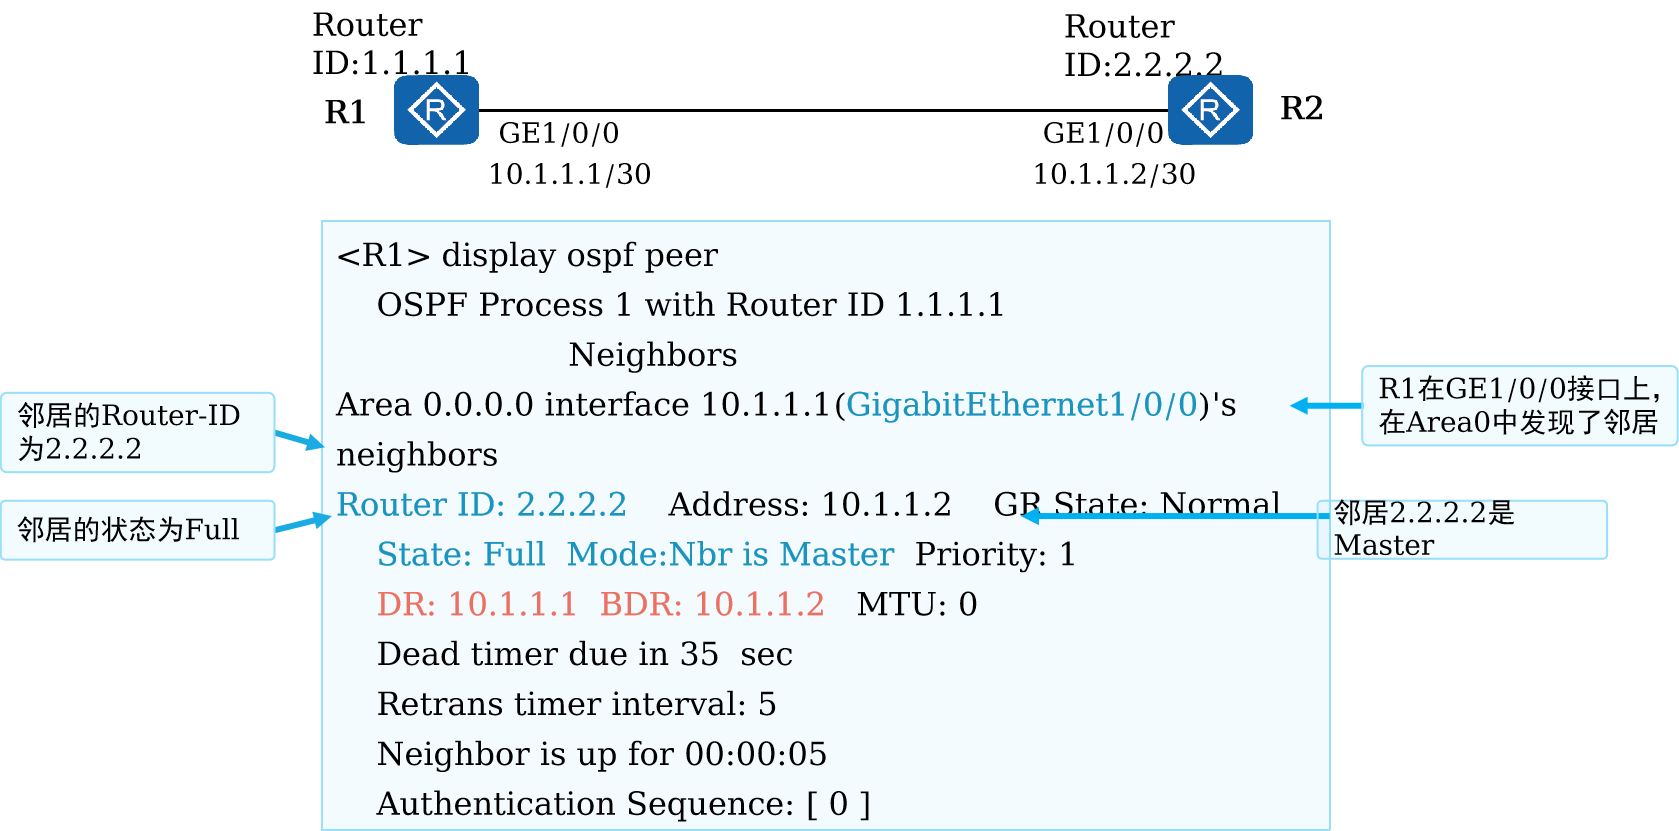 Router
ID:1.1.1.1
Router
ID:2.2.2.2
R1
R
R
R2
GE1/0/0
GE1/0/0
10.1.1.1/30
10.1.1.2/30
<R1> display ospf peer
OSPF Process 1 with Router ID 1.1.1.1
Neighbors
Area 0.0.0.0 interface 10.1.1.1(GigabitEthernet1/0/0)'s
neighbors
Router ID: 2.2.2.2 Address: 10.1.1.2 GR State: Normal
State: Full Mode:Nbr is Master Priority: 1
DR: 10.1.1.1 BDR: 10.1.1.2 MTU: 0
Dead timer due in 35 sec
Retrans timer interval: 5
Neighbor is up for 00:00:05
Authentication Sequence: [ 0 ]
邻居的Router-ID
为2.2.2.2
邻居的状态为Full
R1在GE1/0/0接口上，
在Area0中发现了邻居
邻居2.2.2.2是
Master